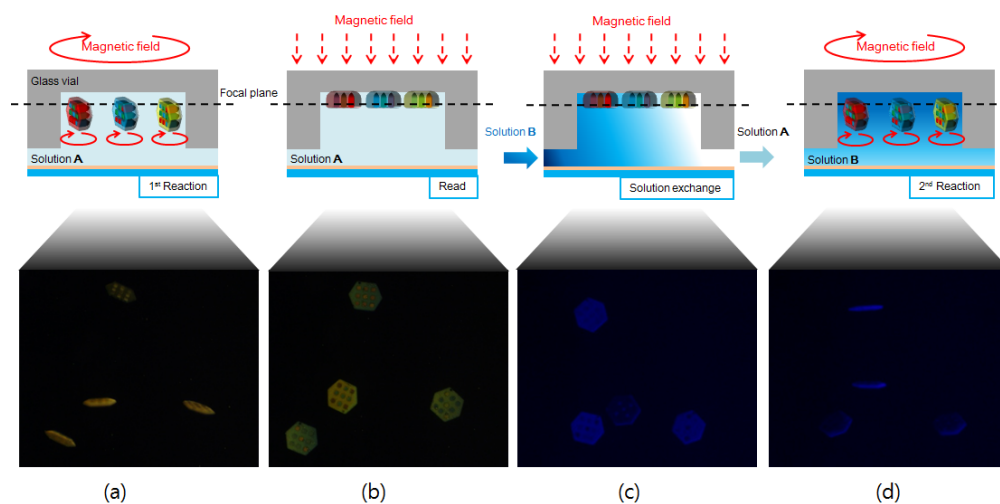 Magnetic field
Glass vial
Solution A
1st Reaction
Focal plane
Magnetic field
Solution A
Read
Solution B
Magnetic field
Solution exchange
Solution A
Magnetic field
Solution B
2nd Reaction
(a)
(b)
(c)
(d)